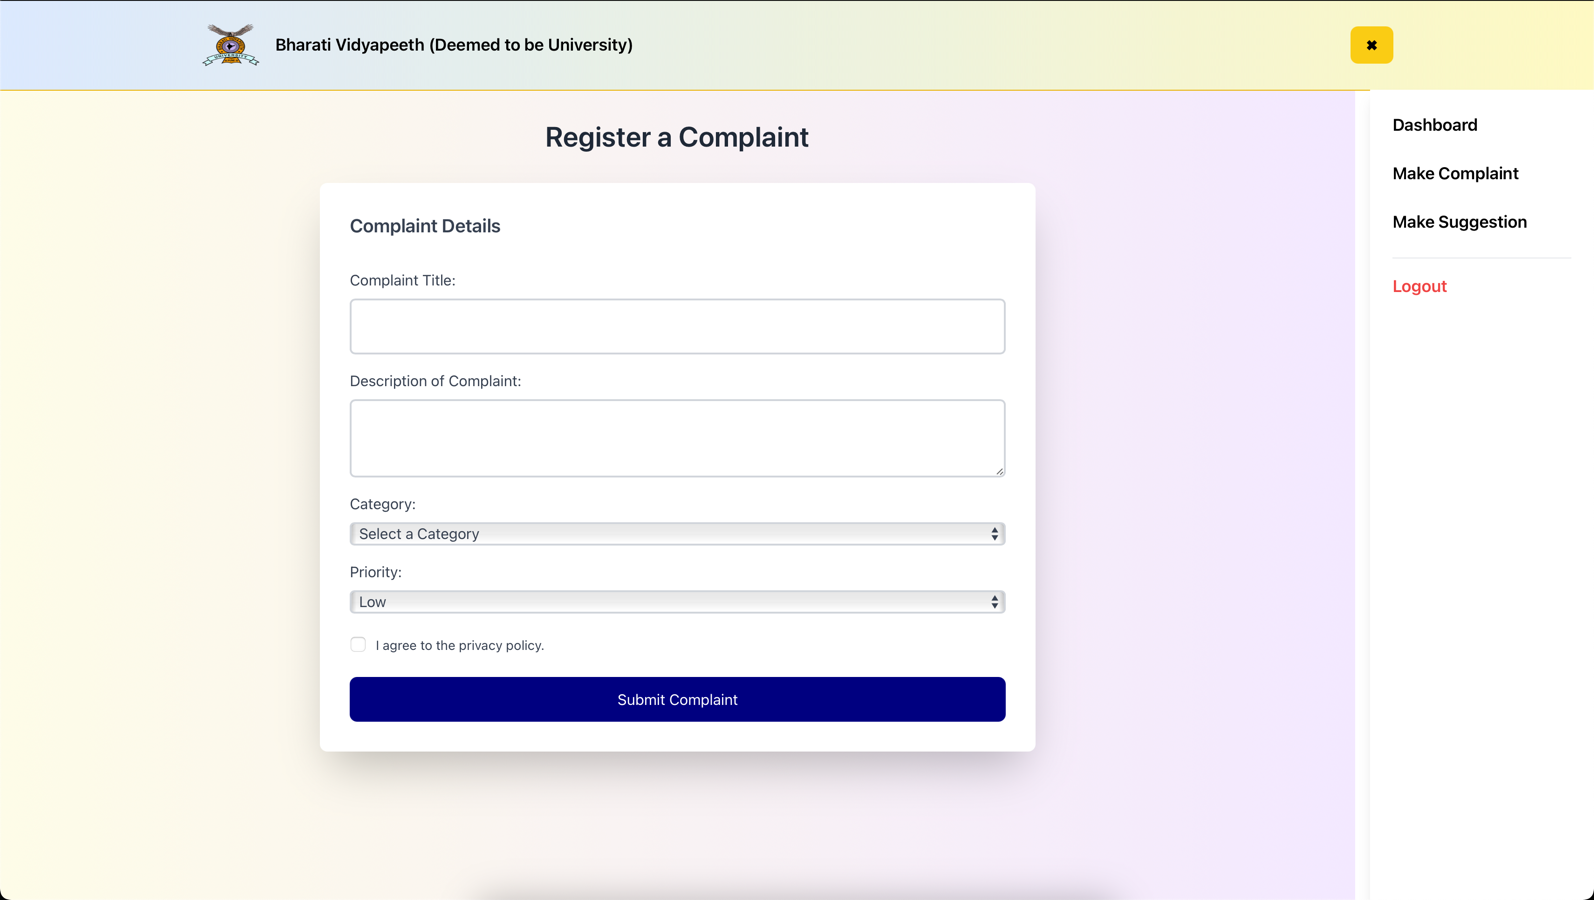 Bharati Vidyapeeth (Deemed to be University)
✖
Register a Complaint
Complaint Details
Complaint Title:
Description of Complaint:
Category:
Select a Category
Priority:
Low
I agree to the privacy policy.
Submit Complaint
Dashboard
Make Complaint
Make Suggestion
Logout